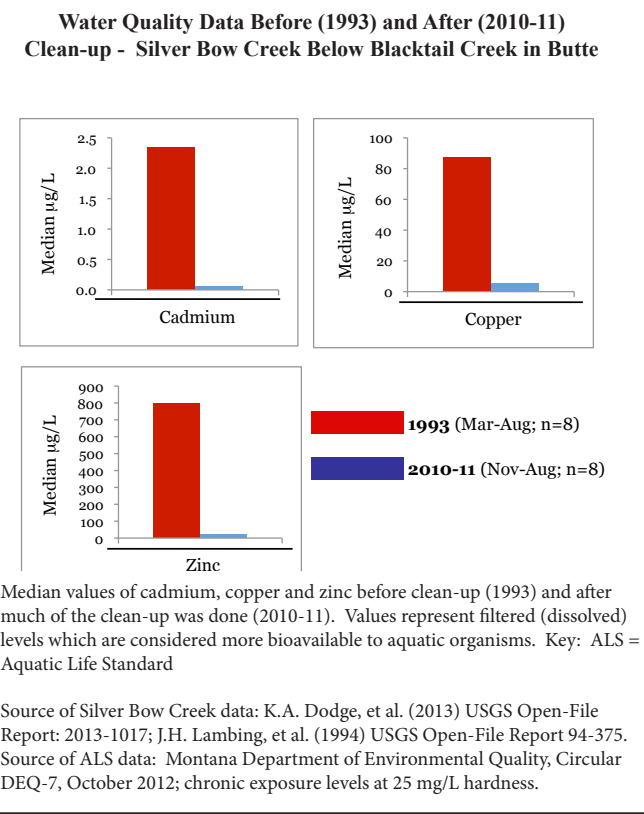 Water Quality Data Before (1993) and After (2010-11)
Clean-up -  Silver Bow Creek Below Blacktail Creek in Butte
Median µg/L
2.5
2.0
1.5
1.0
0.5
0.0
Cadmium
Median µg/L
100
80
60
40
20
0
Copper
Median µg/L
900
800
700
600
500
400
300
200
100
0
Zinc
1993 (Mar-Aug; n=8)
2010-11 (Nov-Aug; n=8)
Median values of cadmium, copper and zinc before clean-up (1993) and after
much of the clean-up was done (2010-11).  Values represent filtered (dissolved)
levels which are considered more bioavailable to aquatic organisms.  Key:  ALS =
Aquatic Life Standard
Source of Silver Bow Creek data: K.A. Dodge, et al. (2013) USGS Open-File
Report: 2013-1017; J.H. Lambing, et al. (1994) USGS Open-File Report 94-375.
Source of ALS data:  Montana Department of Environmental Quality, Circular
DEQ-7, October 2012; chronic exposure levels at 25 mg/L hardness.